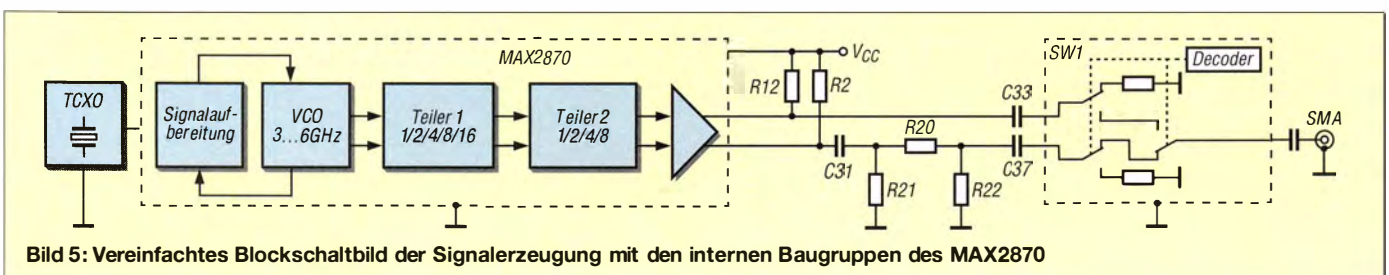 MAX2870
VCC
SW1
Decoder
TCXO
Signalauf-
bereitung
VCO
3...6GHz
Teiler 1
1/2/4/8/16
Teiler 2
1/2/4/8
R12
R2
C33
R20
SMA
C31
C37
R21
R22
Bild 5: Vereinfachtes Blockschaltbild der Signalerzeugung mit den internen Baugruppen des MAX2870